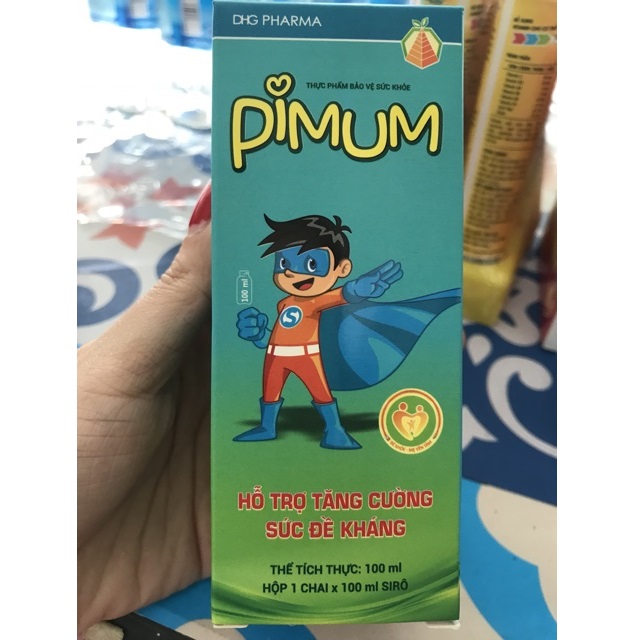 DHG PHARMA
THỰC PHẨM BẢO VỆ SỨC KHỎE
PIMUM
100 ml
S
HỖ TRỢ TĂNG CƯỜNG
SỨC ĐỀ KHÁNG
THỂ TÍCH THỰC: 100 ml
HỘP 1 CHAI x 100 ml SIRÔ